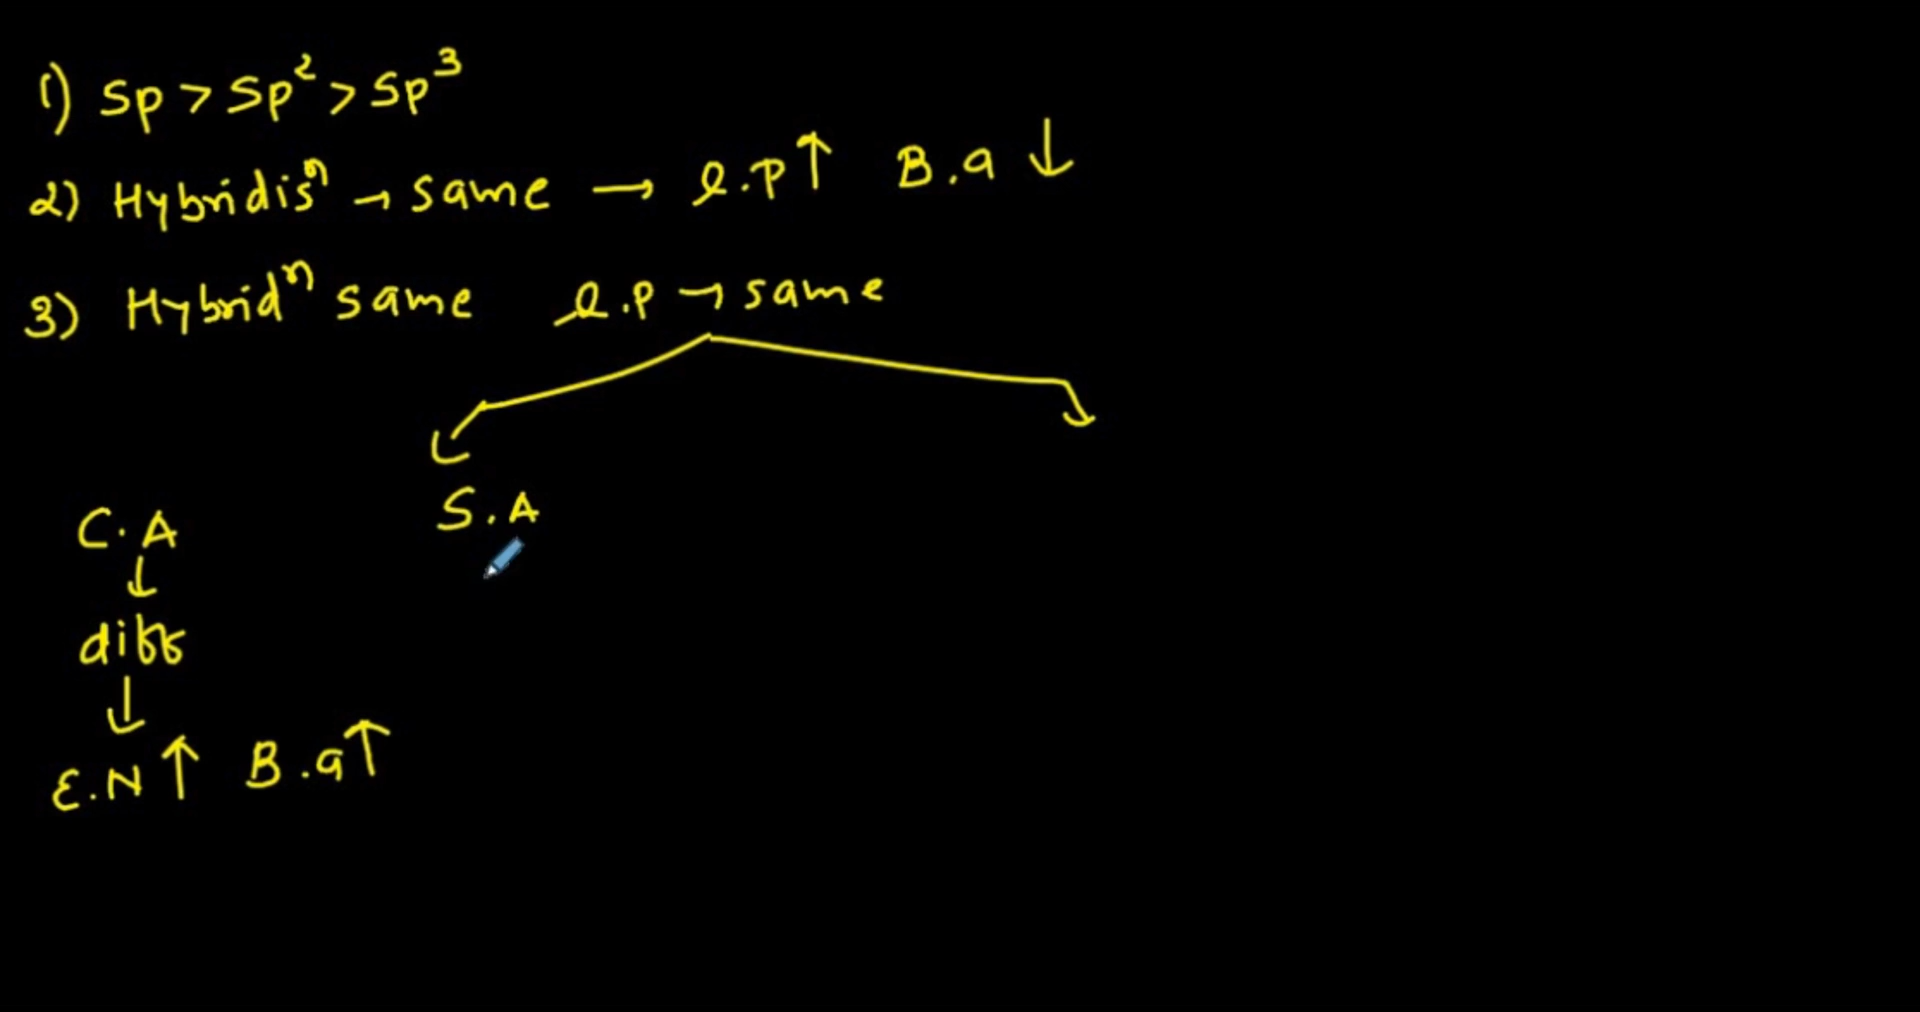 1) Sp > Sp² > Sp³
2) Hybridisⁿ → same → l.p↑ B.a↓
3) Hybridⁿ same l.p → same
S.A
C.A
↓
diff
↓
E.N↑ B.a↑